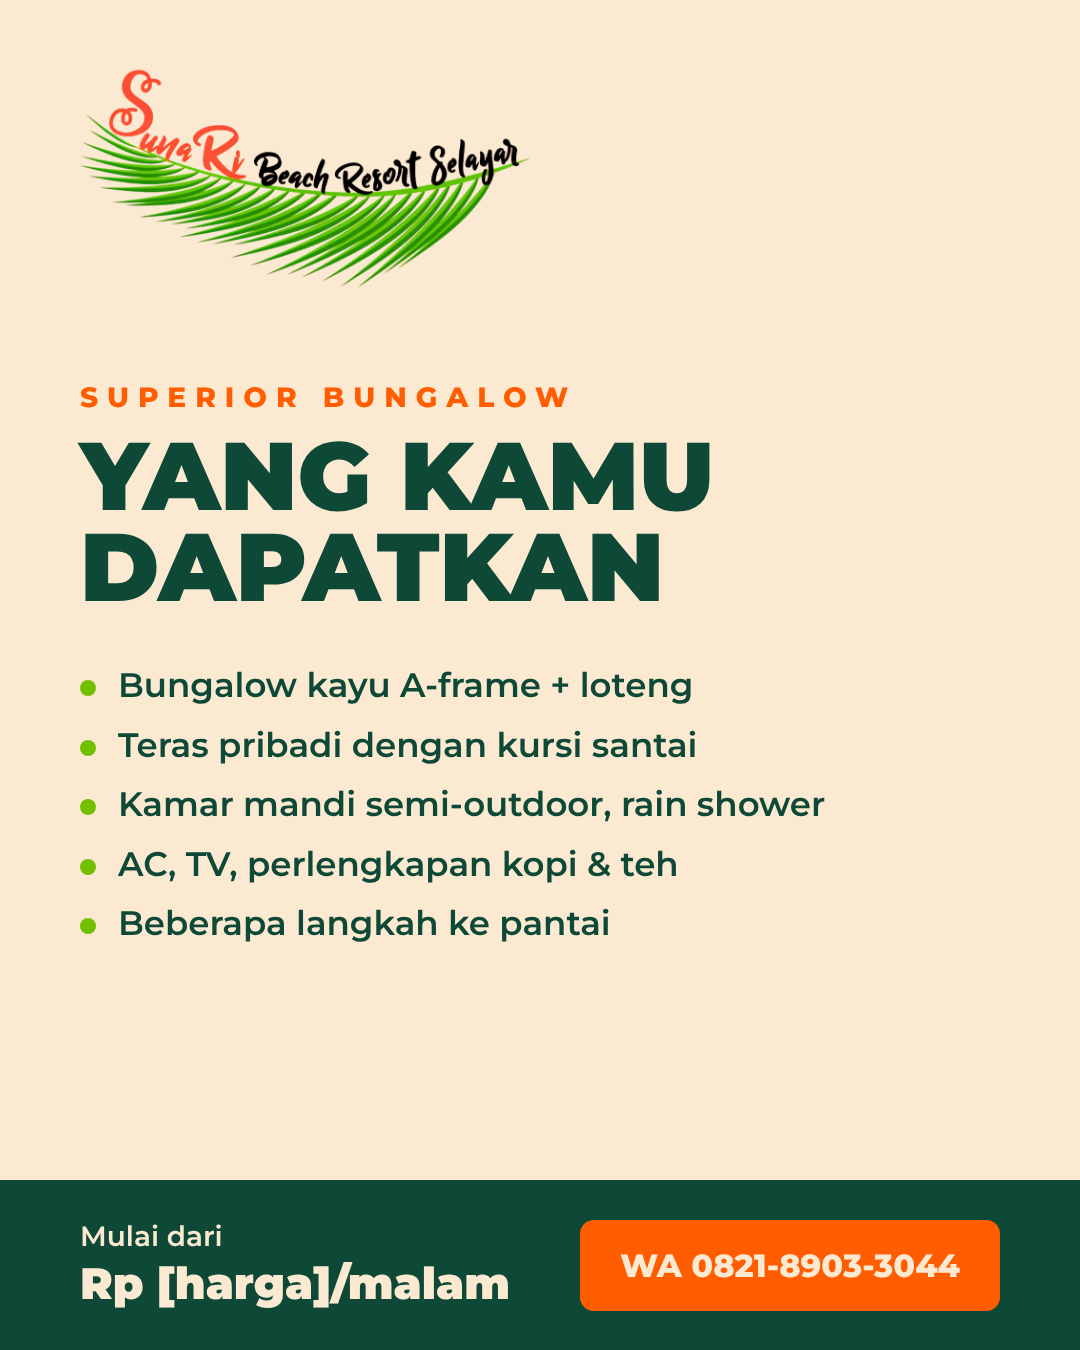 SunaRi Beach Resort Selayar
SUPERIOR BUNGALOW
YANG KAMU
DAPATKAN
Bungalow kayu A-frame + loteng
Teras pribadi dengan kursi santai
Kamar mandi semi-outdoor, rain shower
AC, TV, perlengkapan kopi & teh
Beberapa langkah ke pantai
Mulai dari
Rp [harga]/malam
WA 0821-8903-3044